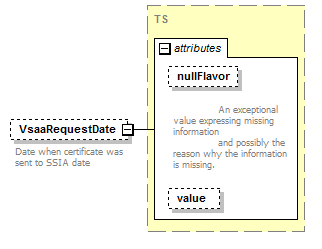 TS
attributes
nullFlavor
An exceptional
value expressing missing
information
and possibly the
reason why the information
is missing.
VsaaRequestDate
Date when certificate was
sent to SSIA date
value